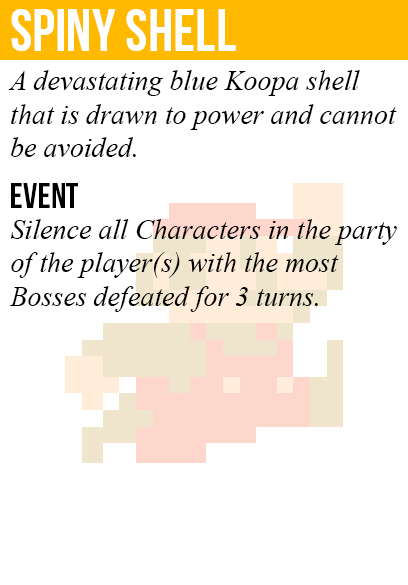 SPINY SHELL
A devastating blue Koopa shell
that is drawn to power and cannot
be avoided.
EVENT
Silence all Characters in the party
of the player(s) with the most
Bosses defeated for 3 turns.